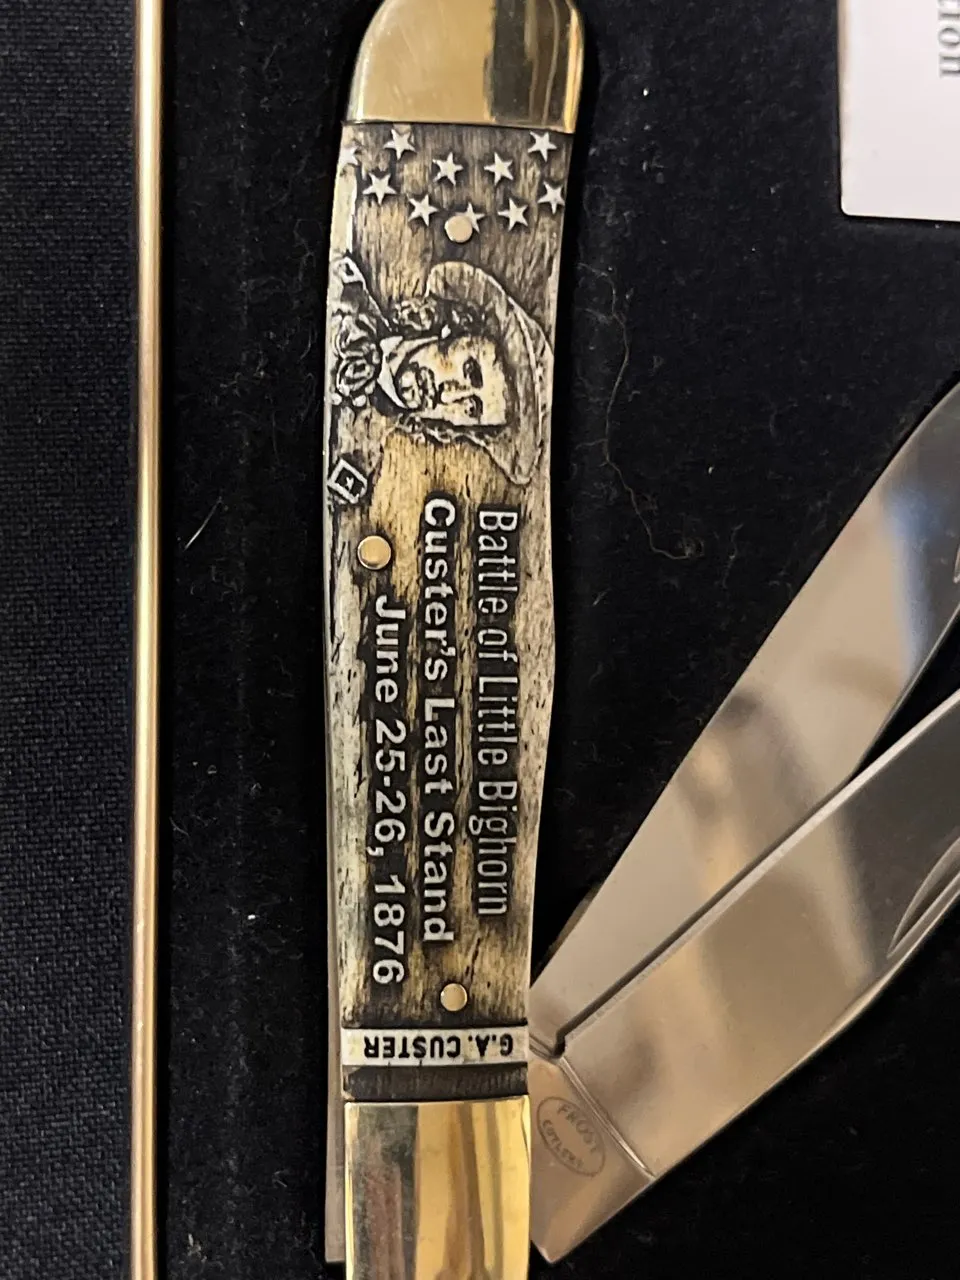 Battle of Little Bighorn
Custer's Last Stand
June 25-26, 1876
G.A. CUSTER
FROST
CUTLERY